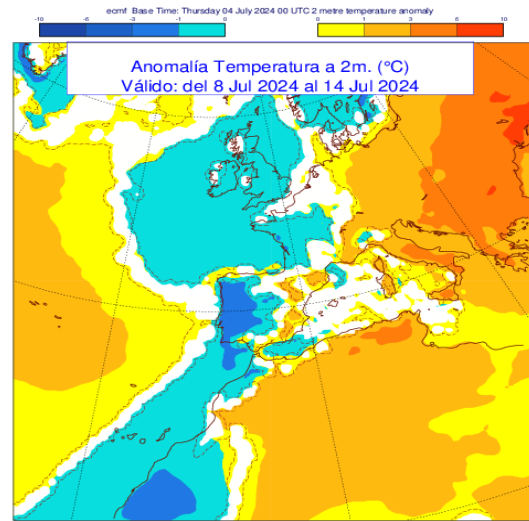 ecmf Base Time: Thursday 04 July 2024 00 UTC 2 metre temperature anomaly
-10 -6 -3 -1 0 0 1 3 6 10
Anomalía Temperatura a 2m. (°C)
Válido: del 8 Jul 2024 al 14 Jul 2024